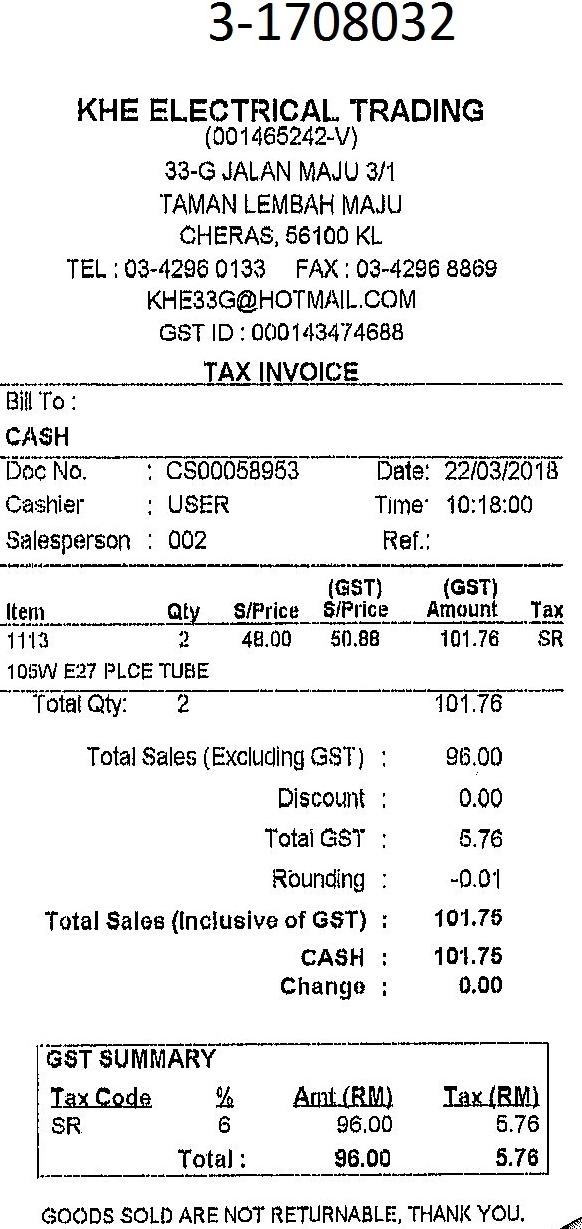 3-1708032
KHE ELECTRICAL TRADING
(001465242-V)
33-G JALAN MAJU 3/1
TAMAN LEMBAH MAJU
CHERAS, 56100 KL
TEL : 03-4296 0133 FAX : 03-4296 8869
KHE33G@HOTMAIL.COM
GST ID : 000143474688
TAX INVOICE
Bill To :
CASH
Doc No. : CS00058953 Date: 22/03/2018
Cashier : USER Time: 10:18:00
Salesperson : 002 Ref.:
(GST) (GST)
Item Qty S/Price S/Price Amount Tax
1113 2 48.00 50.88 101.76 SR
105W E27 PLCE TUBE
Total Qty: 2 101.76
Total Sales (Excluding GST) : 96.00
Discount : 0.00
Total GST : 5.76
Rounding : -0.01
Total Sales (Inclusive of GST) : 101.75
CASH : 101.75
Change : 0.00
GST SUMMARY
Tax Code % Amt (RM) Tax (RM)
SR 6 96.00 5.76
Total : 96.00 5.76
GOODS SOLD ARE NOT RETURNABLE, THANK YOU.